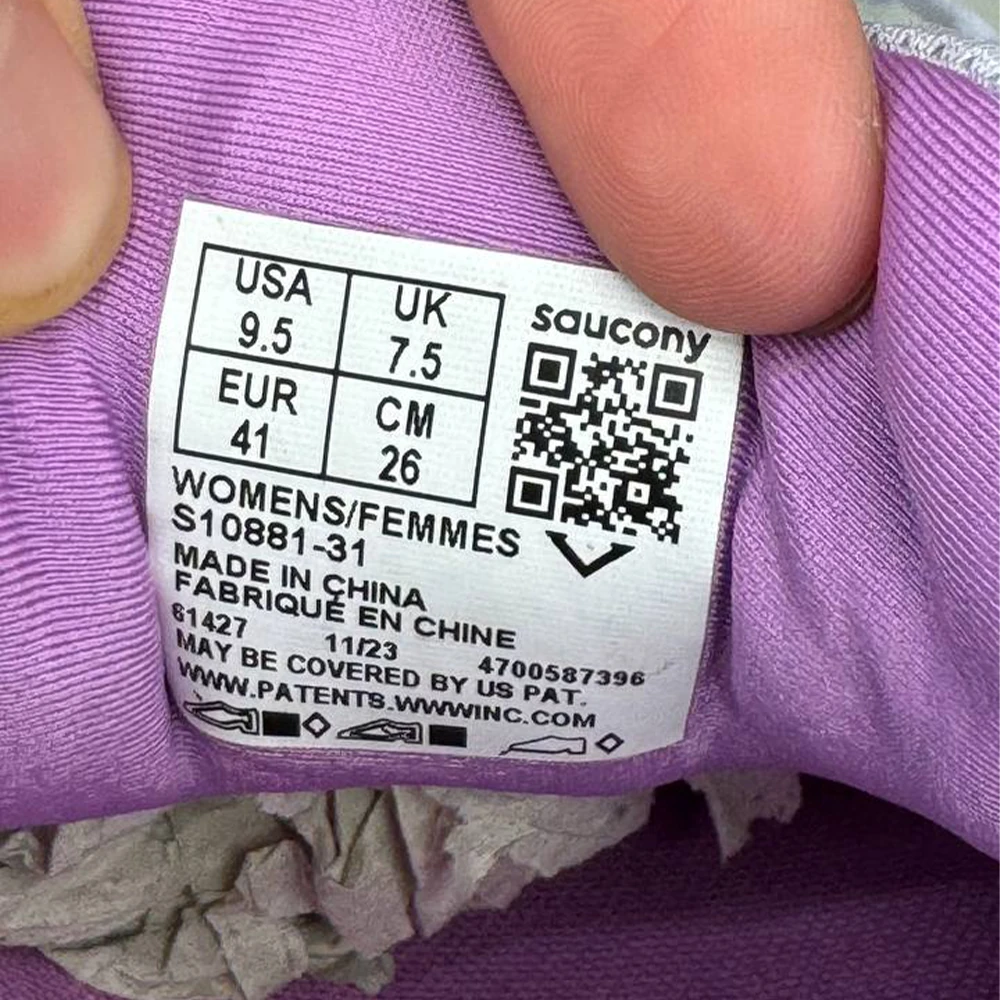 USA UK
9.5 7.5
EUR CM
41 26
saucony
WOMENS/FEMMES
S10881-31
MADE IN CHINA
FABRIQUÉ EN CHINE
61427 11/23 4700587396
MAY BE COVERED BY US PAT.
WWW.PATENTS.WWWINC.COM